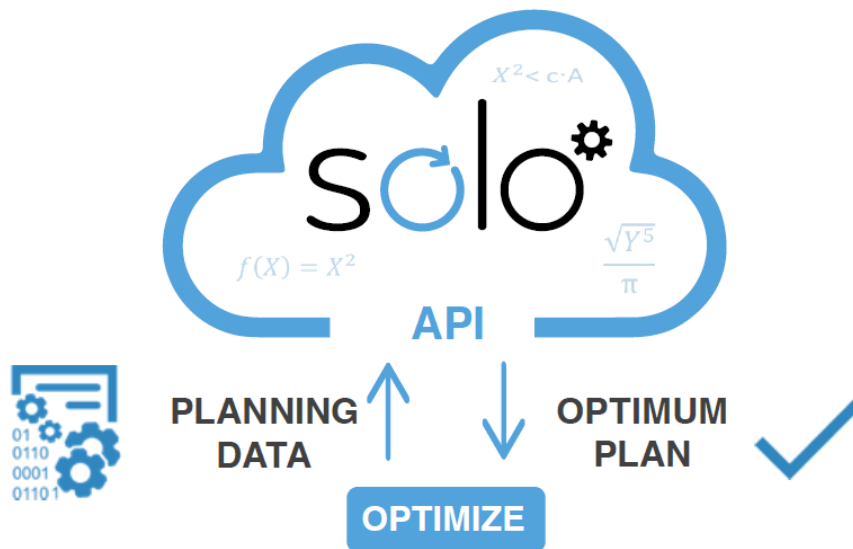 X² < c·A
solo
f(X) = X²
√Y⁵
π
API
PLANNING
DATA
OPTIMUM
PLAN
01
0110
0001
01101
OPTIMIZE